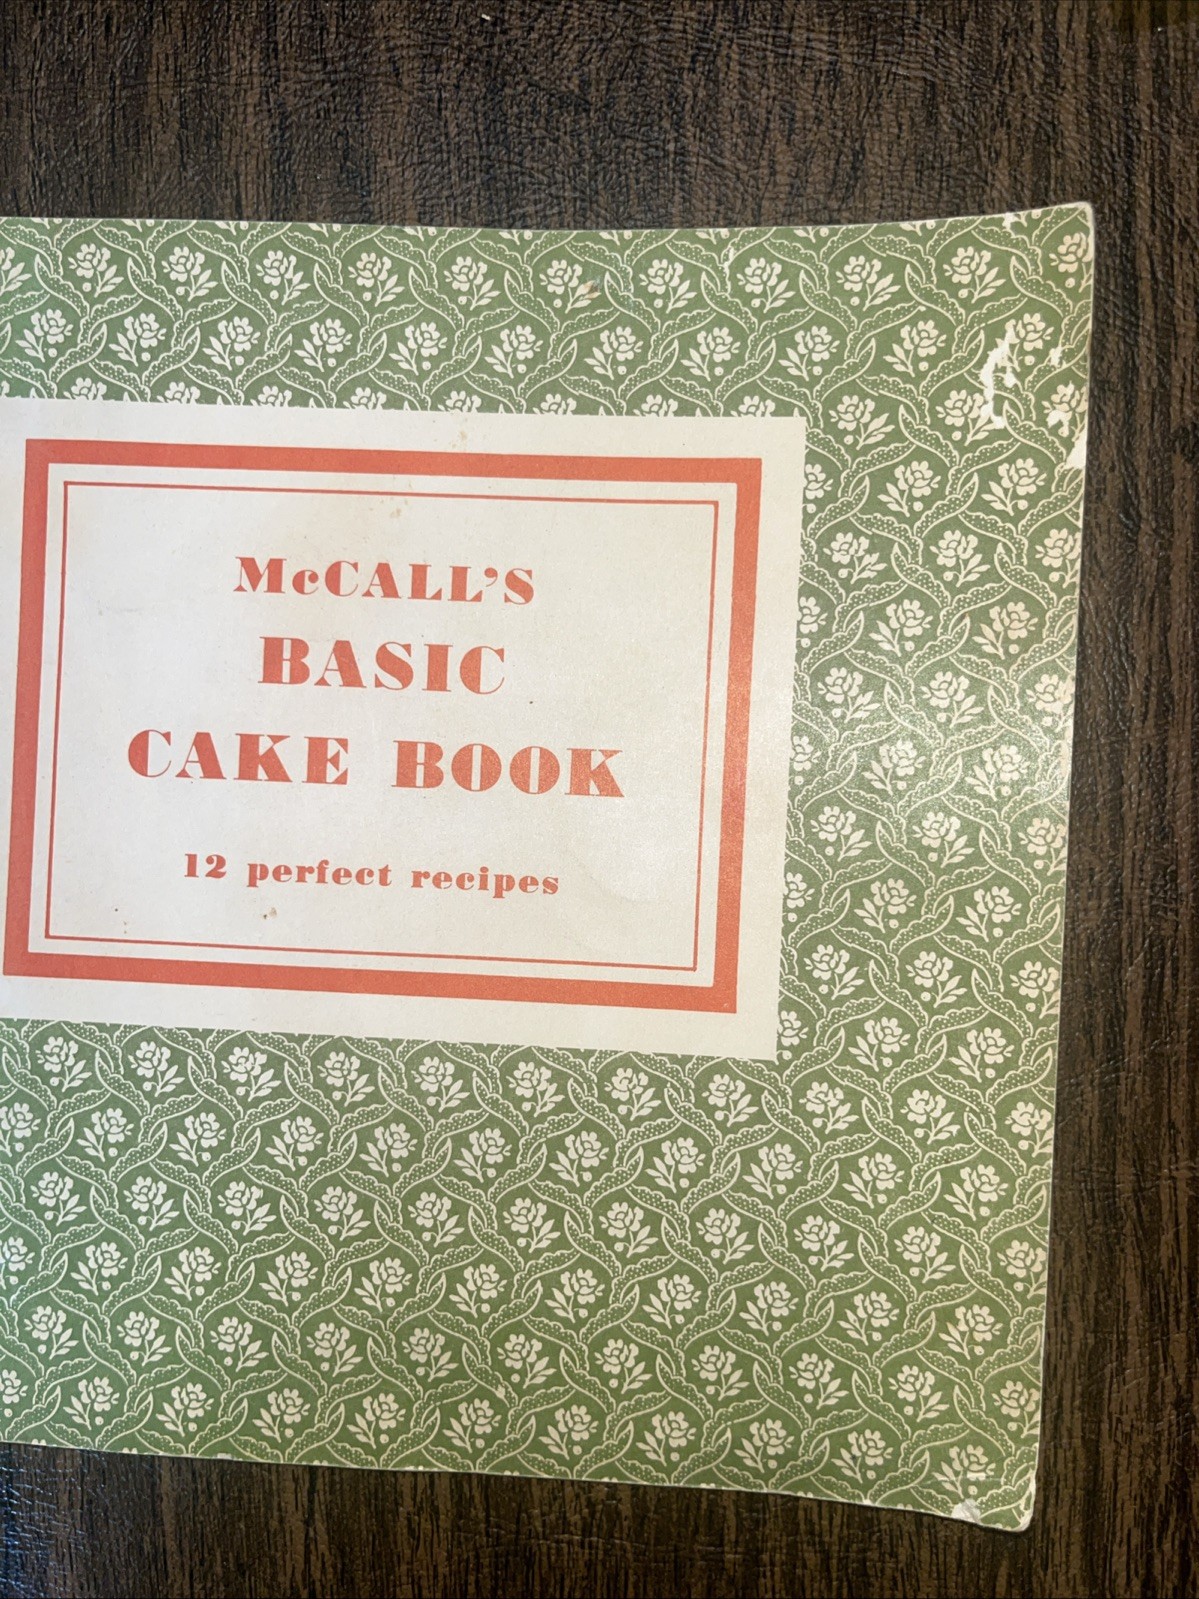 McCALL'S
BASIC
CAKE BOOK
12 perfect recipes